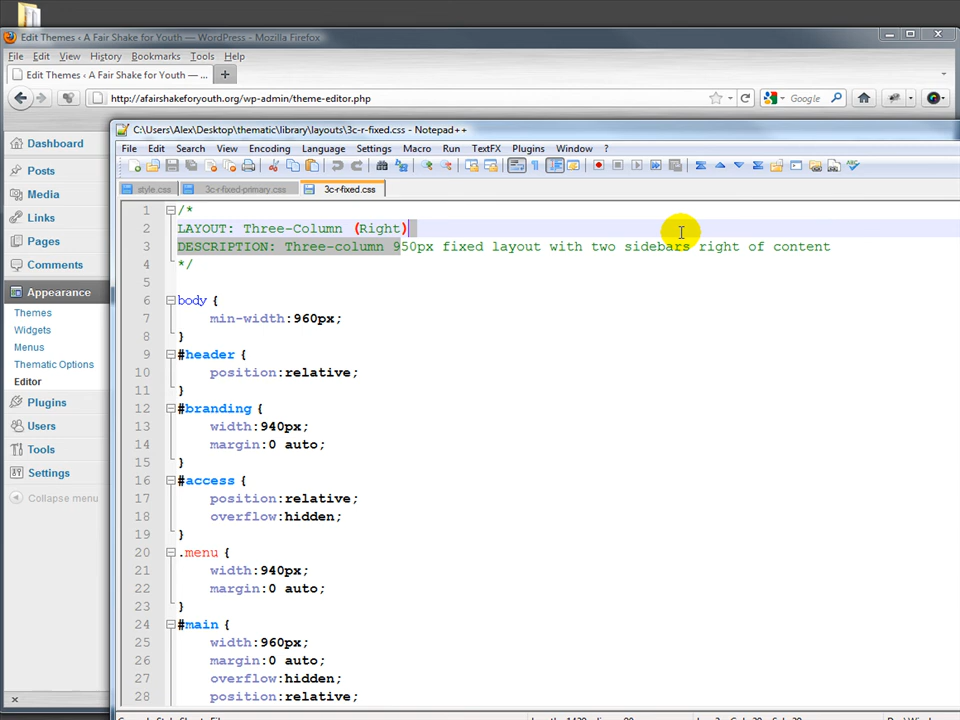 Edit Themes ‹ A Fair Shake for Youth — WordPress - Mozilla Firefox
File Edit View History Bookmarks Tools Help
Edit Themes ‹ A Fair Shake for Youth — ...
http://afairshakeforyouth.org/wp-admin/theme-editor.php
Google
Dashboard
Posts
Media
Links
Pages
Comments
Appearance
Themes
Widgets
Menus
Thematic Options
Editor
Plugins
Users
Tools
Settings
Collapse menu
C:\Users\Alex\Desktop\thematic\library\layouts\3c-r-fixed.css - Notepad++
File Edit Search View Encoding Language Settings Macro Run TextFX Plugins Window ?
style.css 3c-r-fixed-primary.css 3c-r-fixed.css
1 /*
2 LAYOUT: Three-Column (Right)
3 DESCRIPTION: Three-column 950px fixed layout with two sidebars right of content
4 */
5
6 body {
7 min-width:960px;
8 }
9 #header {
10 position:relative;
11 }
12 #branding {
13 width:940px;
14 margin:0 auto;
15 }
16 #access {
17 position:relative;
18 overflow:hidden;
19 }
20 .menu {
21 width:940px;
22 margin:0 auto;
23 }
24 #main {
25 width:960px;
26 margin:0 auto;
27 overflow:hidden;
28 position:relative;